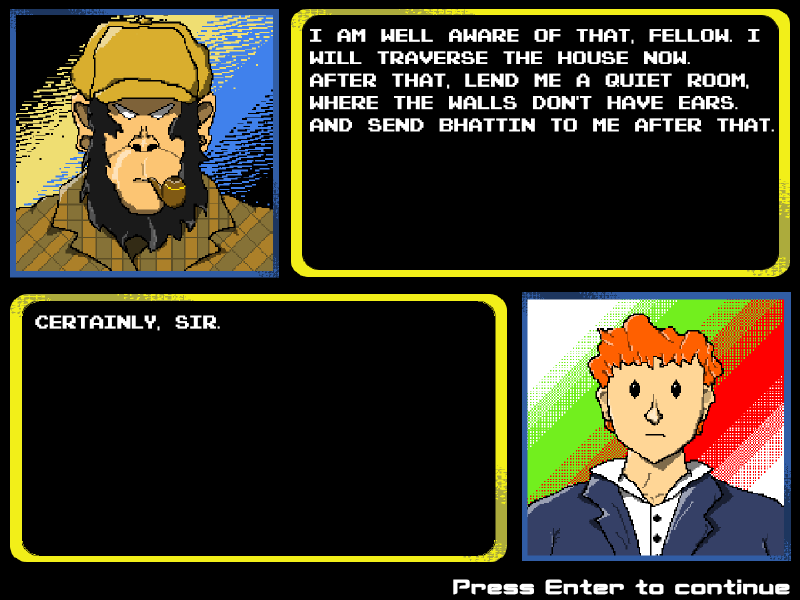 I AM WELL AWARE OF THAT, FELLOW. I
WILL TRAVERSE THE HOUSE NOW.
AFTER THAT, LEND ME A QUIET ROOM,
WHERE THE WALLS DON'T HAVE EARS.
AND SEND BHATTIN TO ME AFTER THAT.
CERTAINLY, SIR.
Press Enter to continue